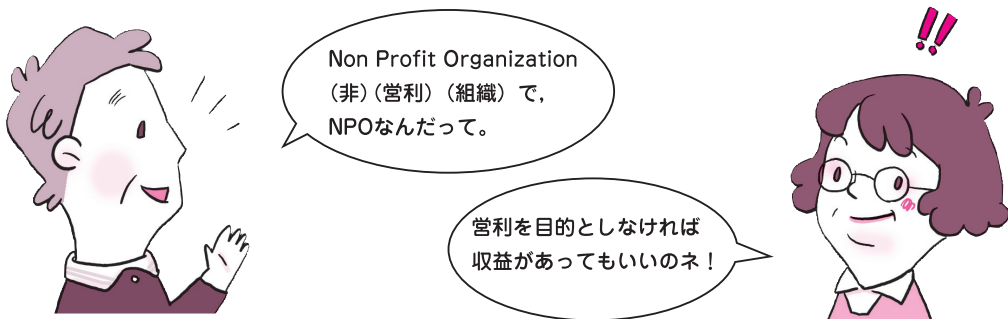 Non Profit Organization
（非）（営利）（組織）で，
NPOなんだって。
営利を目的としなければ
収益があってもいいのネ！
!!